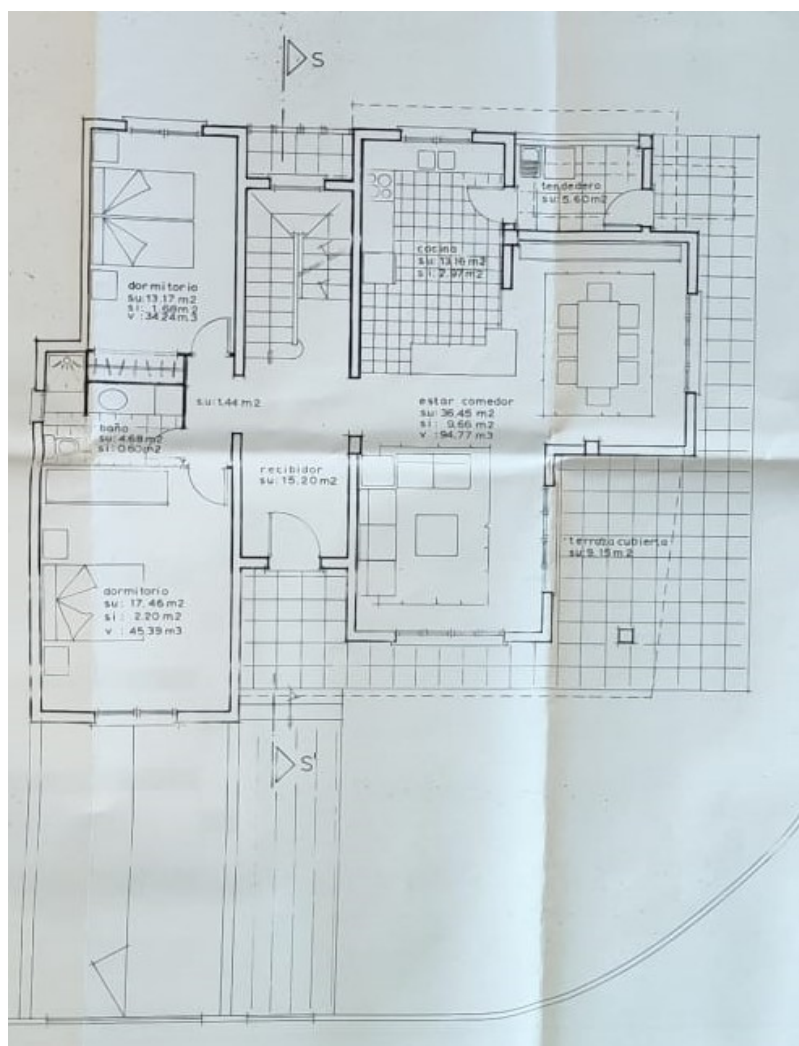 S
tendedero
su: 5.60 m2
cocina
su: 13,16 m2
si: 2.97 m2
dormitorio
su: 13,17 m2
si: 1.68 m2
v : 34.24 m3
s.u: 1.44 m2
estar comedor
su: 36.45 m2
si: 9.66 m2
v : 94,77 m3
baño
su: 4.68 m2
si: 0.60 m2
recibidor
su: 15,20 m2
terraza cubierta
su: 9,15 m2
dormitorio
su: 17,46 m2
si: 2.20 m2
v : 45.39 m3
S'